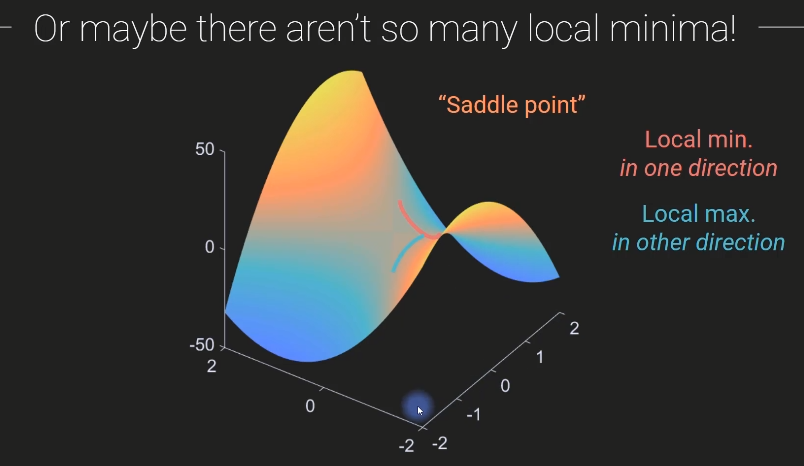 Or maybe there aren't so many local minima!
“Saddle point”
Local min.
in one direction
Local max.
in other direction
50
0
-50
2
0
-2
-2
-1
0
1
2